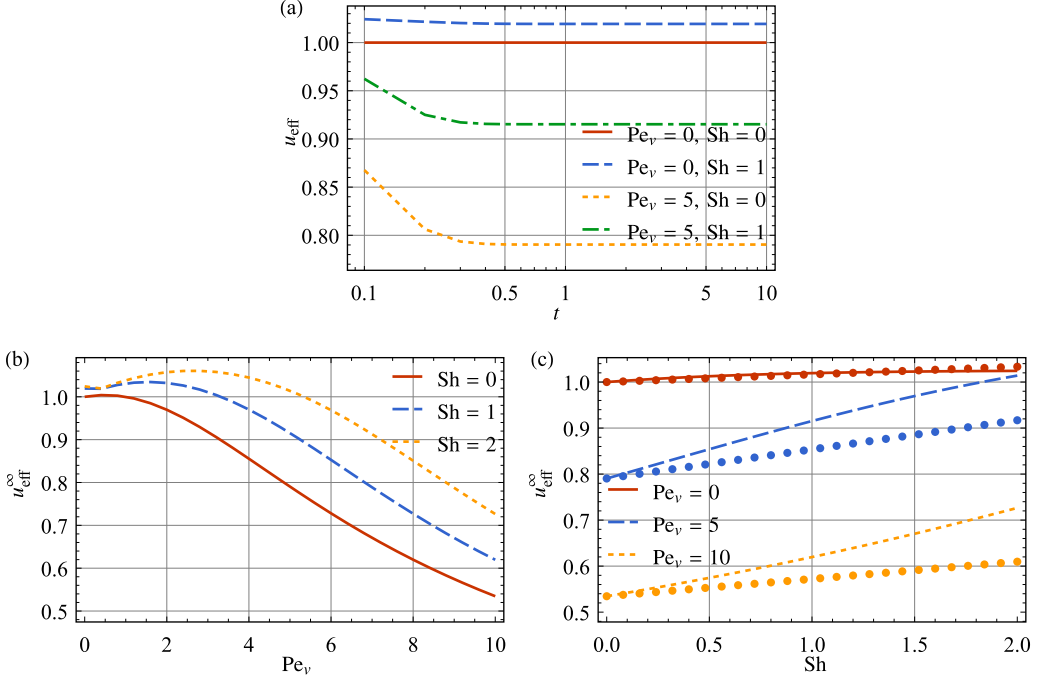 (a)
1.00
0.95
0.90
0.85
0.80
u_eff
Pe_v = 0, Sh = 0
Pe_v = 0, Sh = 1
Pe_v = 5, Sh = 0
Pe_v = 5, Sh = 1
0.1 0.5 1 5 10
t
(b)
1.0
0.9
0.8
0.7
0.6
0.5
u_eff^∞
Sh = 0
Sh = 1
Sh = 2
0 2 4 6 8 10
Pe_v
(c)
1.0
0.9
0.8
0.7
0.6
0.5
u_eff^∞
Pe_v = 0
Pe_v = 5
Pe_v = 10
0.0 0.5 1.0 1.5 2.0
Sh